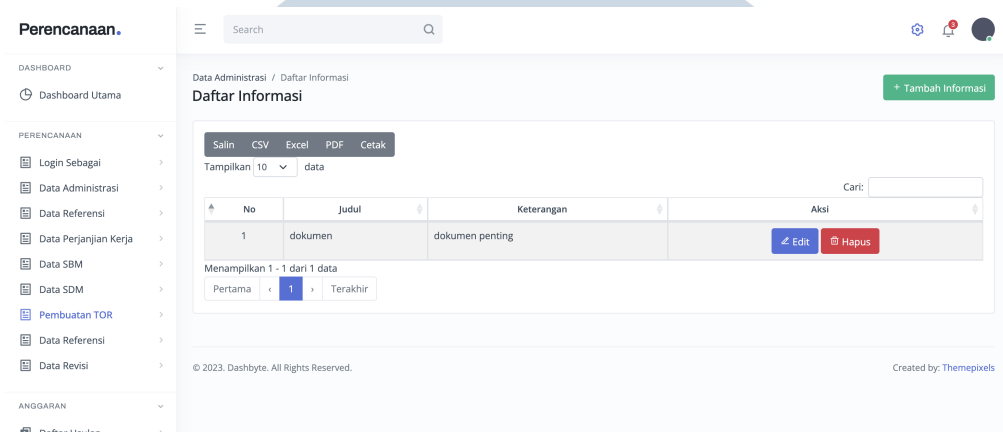 Perencanaan.
Search
3
DASHBOARD
Dashboard Utama
PERENCANAAN
Login Sebagai
Data Administrasi
Data Referensi
Data Perjanjian Kerja
Data SBM
Data SDM
Pembuatan TOR
Data Referensi
Data Revisi
ANGGARAN
Data Administrasi / Daftar Informasi
Daftar Informasi
+ Tambah Informasi
Salin CSV Excel PDF Cetak
Tampilkan 10 data
Cari:
No Judul Keterangan Aksi
1 dokumen dokumen penting Edit Hapus
Menampilkan 1 - 1 dari 1 data
Pertama ‹ 1 › Terakhir
© 2023. Dashbyte. All Rights Reserved.
Created by: Themepixels